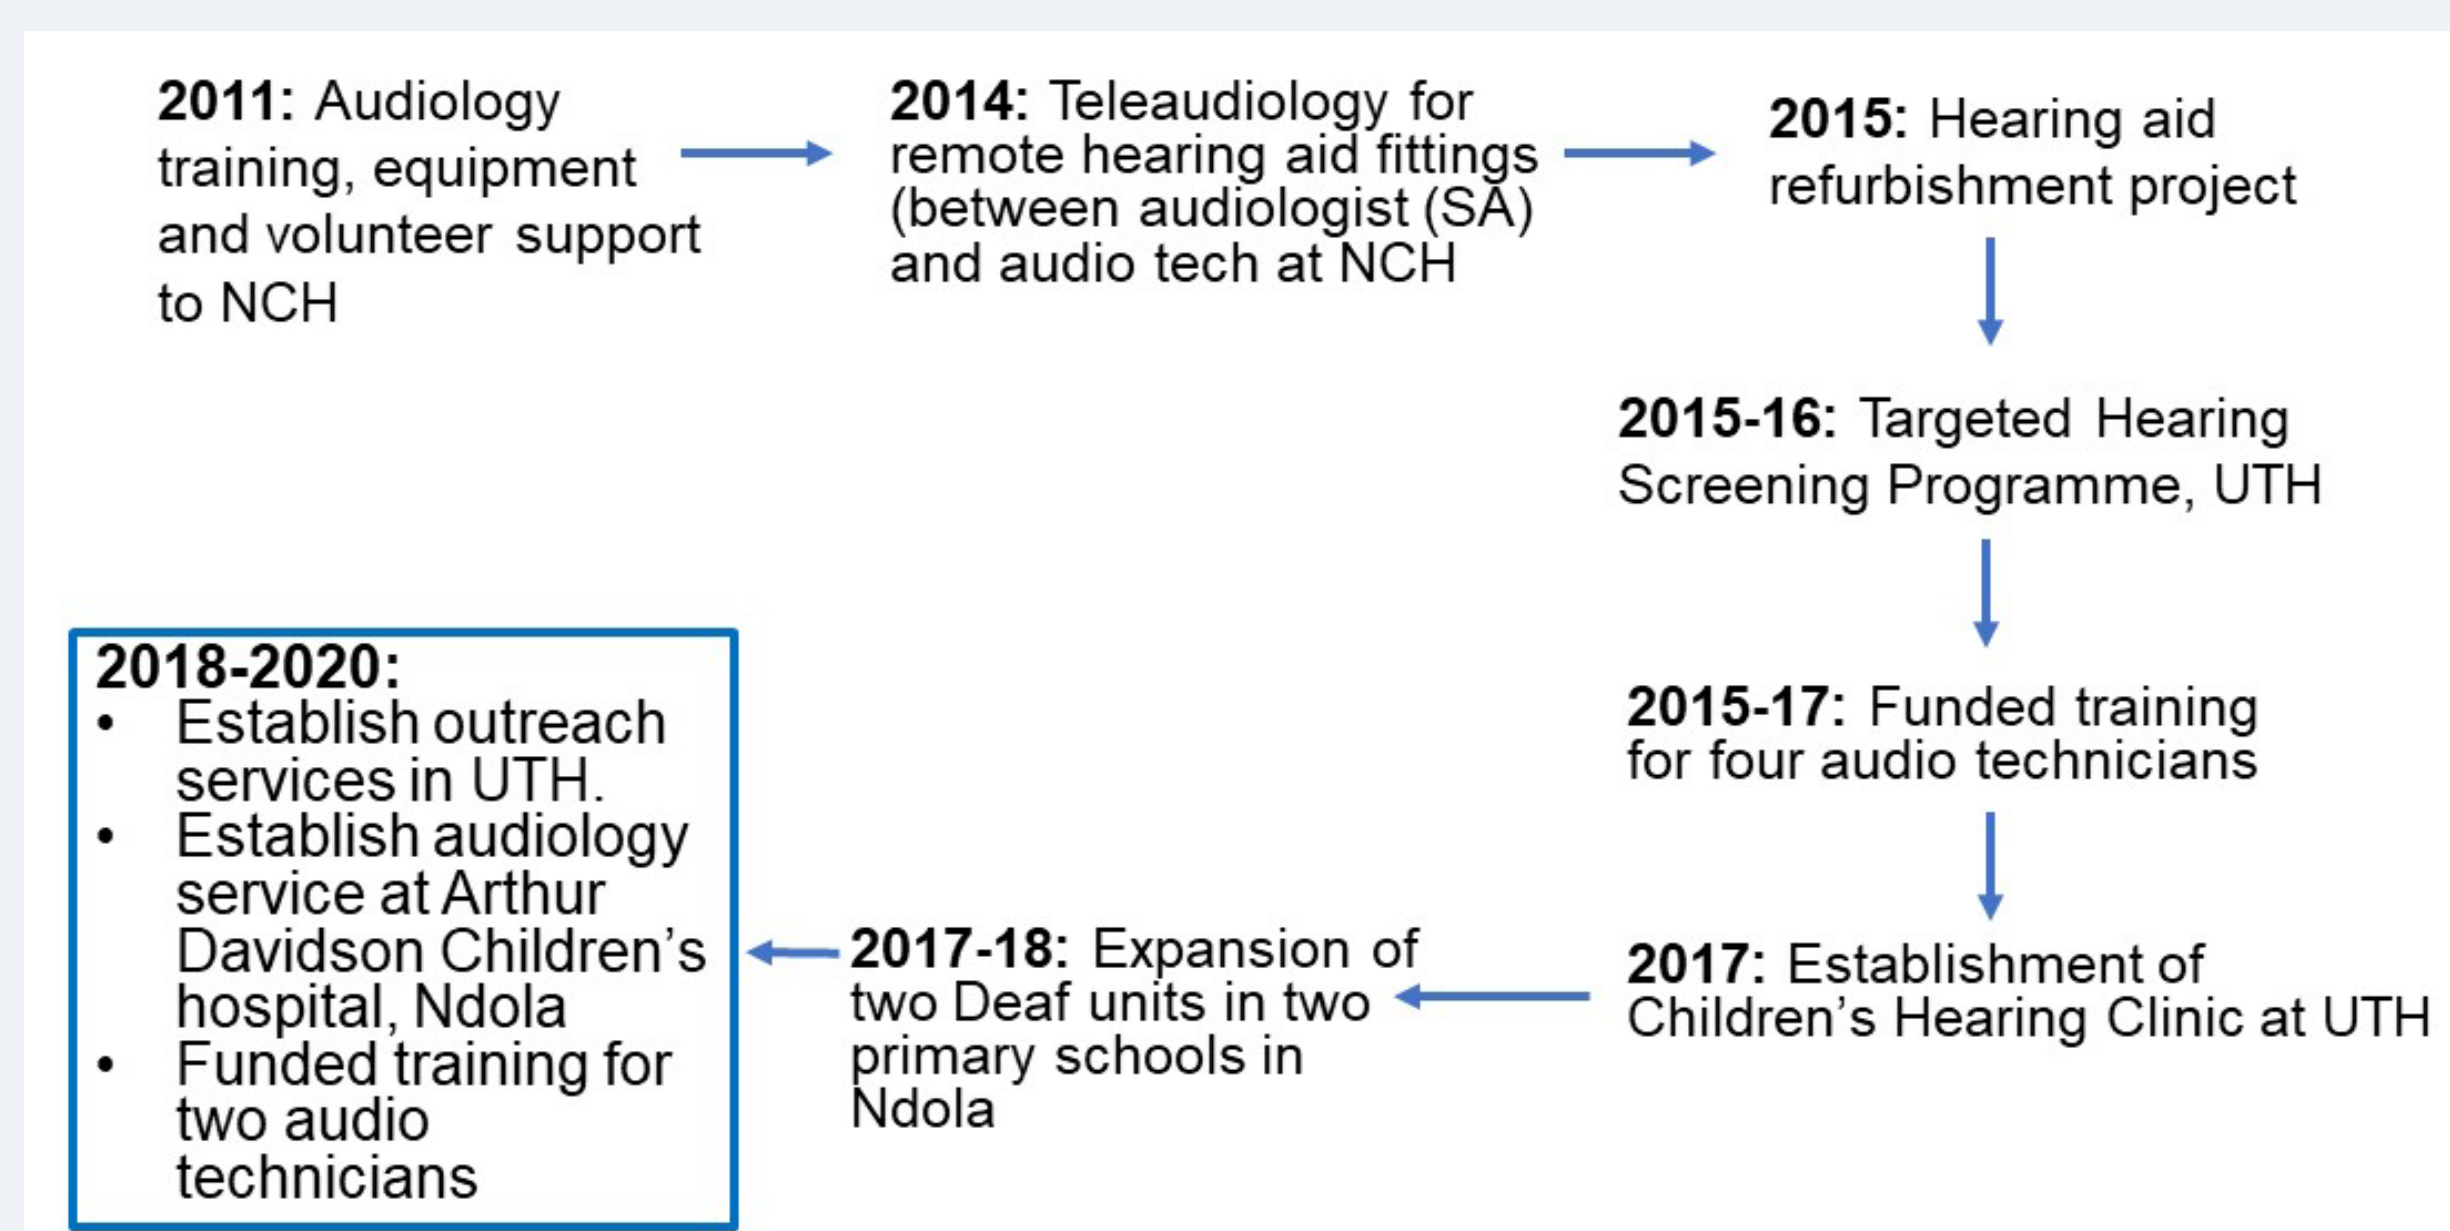 2011: Audiology
training, equipment
and volunteer support
to NCH
2014: Teleaudiology for
remote hearing aid fittings
(between audiologist (SA)
and audio tech at NCH
2015: Hearing aid
refurbishment project
2015-16: Targeted Hearing
Screening Programme, UTH
2015-17: Funded training
for four audio technicians
2017: Establishment of
Children’s Hearing Clinic at UTH
2017-18: Expansion of
two Deaf units in two
primary schools in
Ndola
2018-2020:
• Establish outreach
services in UTH.
• Establish audiology
service at Arthur
Davidson Children’s
hospital, Ndola
• Funded training for
two audio
technicians